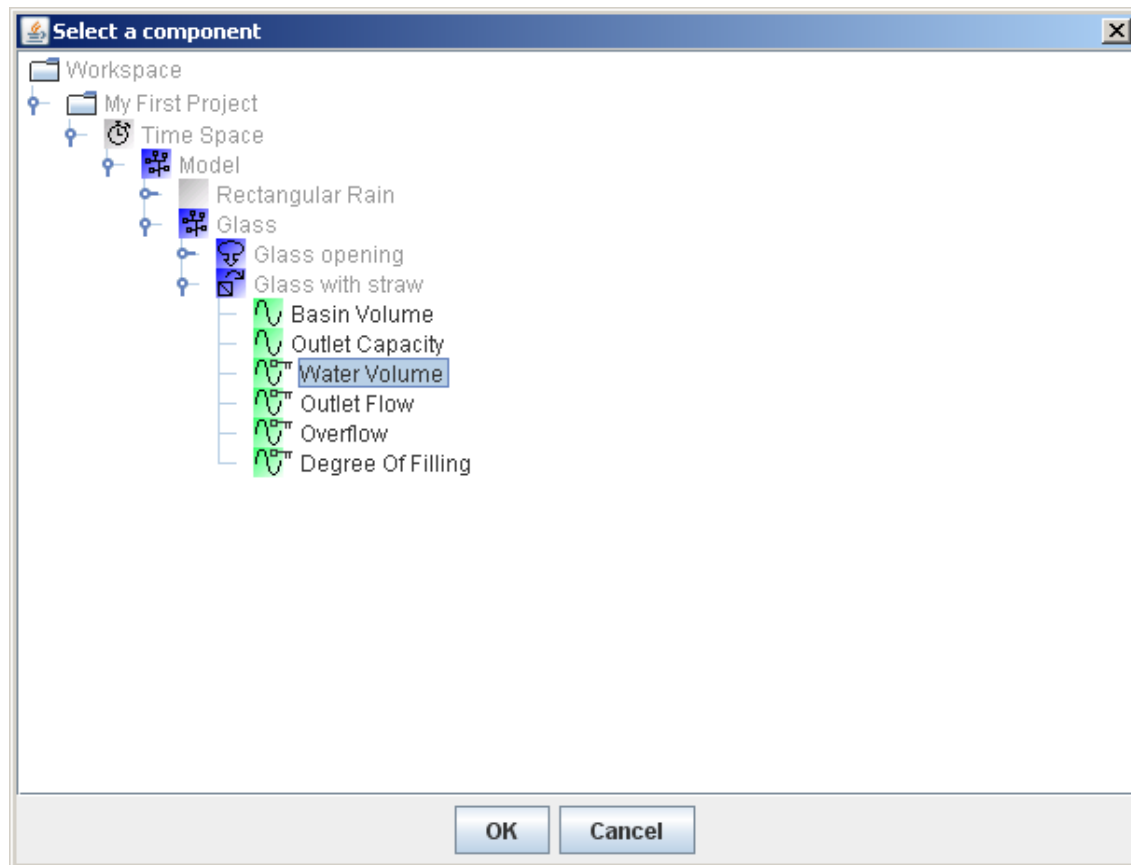 Select a component
Workspace
My First Project
Time Space
Model
Rectangular Rain
Glass
Glass opening
Glass with straw
Basin Volume
Outlet Capacity
Water Volume
Outlet Flow
Overflow
Degree Of Filling
OK Cancel